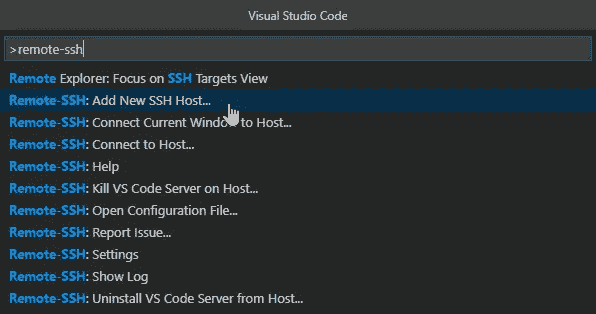 Visual Studio Code
>remote-ssh
Remote Explorer: Focus on SSH Targets View
Remote-SSH: Add New SSH Host...
Remote-SSH: Connect Current Window to Host...
Remote-SSH: Connect to Host...
Remote-SSH: Help
Remote-SSH: Kill VS Code Server on Host...
Remote-SSH: Open Configuration File...
Remote-SSH: Report Issue...
Remote-SSH: Settings
Remote-SSH: Show Log
Remote-SSH: Uninstall VS Code Server from Host...